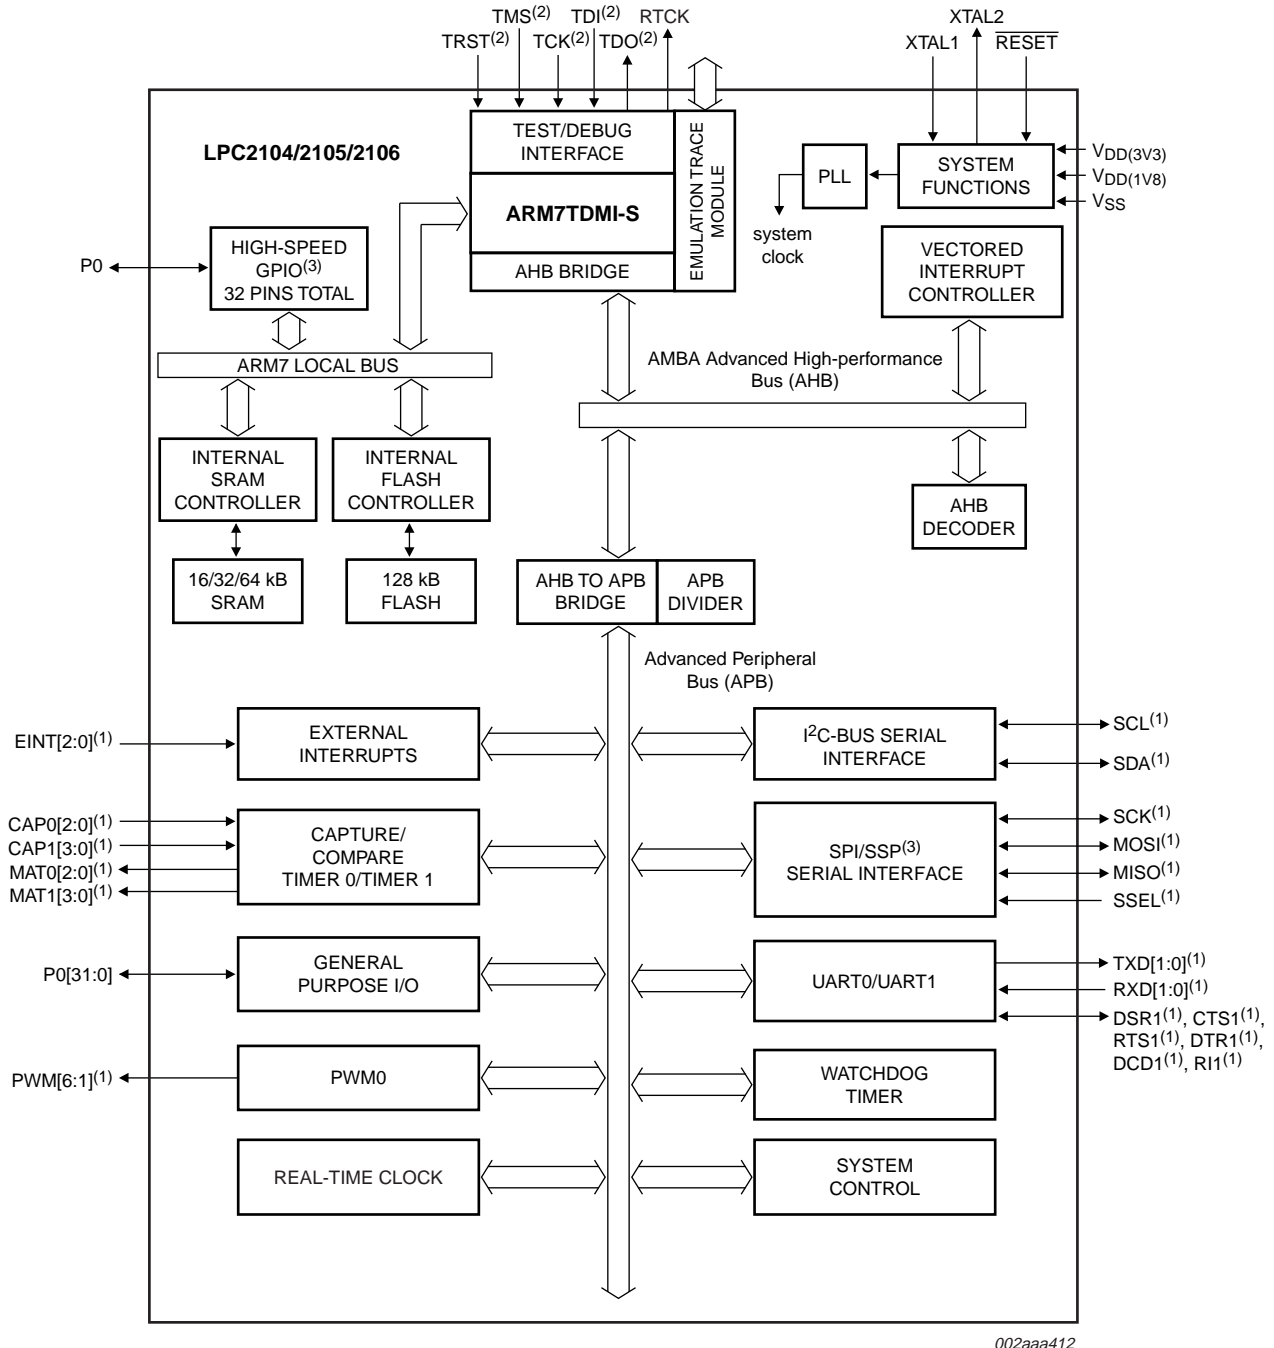 TMS(2) TDI(2) RTCK
TRST(2) TCK(2) TDO(2)
XTAL2
XTAL1 RESET
LPC2104/2105/2106
TEST/DEBUG
INTERFACE
ARM7TDMI-S
AHB BRIDGE
EMULATION TRACE
MODULE
PLL
system
clock
SYSTEM
FUNCTIONS
VDD(3V3)
VDD(1V8)
VSS
P0
HIGH-SPEED
GPIO(3)
32 PINS TOTAL
VECTORED
INTERRUPT
CONTROLLER
ARM7 LOCAL BUS
AMBA Advanced High-performance
Bus (AHB)
INTERNAL
SRAM
CONTROLLER
INTERNAL
FLASH
CONTROLLER
AHB
DECODER
16/32/64 kB
SRAM
128 kB
FLASH
AHB TO APB
BRIDGE
APB
DIVIDER
Advanced Peripheral
Bus (APB)
EINT[2:0](1)
EXTERNAL
INTERRUPTS
I2C-BUS SERIAL
INTERFACE
SCL(1)
SDA(1)
CAP0[2:0](1)
CAP1[3:0](1)
MAT0[2:0](1)
MAT1[3:0](1)
CAPTURE/
COMPARE
TIMER 0/TIMER 1
SPI/SSP(3)
SERIAL INTERFACE
SCK(1)
MOSI(1)
MISO(1)
SSEL(1)
P0[31:0]
GENERAL
PURPOSE I/O
UART0/UART1
TXD[1:0](1)
RXD[1:0](1)
DSR1(1), CTS1(1),
RTS1(1), DTR1(1),
DCD1(1), RI1(1)
PWM[6:1](1)
PWM0
WATCHDOG
TIMER
REAL-TIME CLOCK
SYSTEM
CONTROL
002aaa412